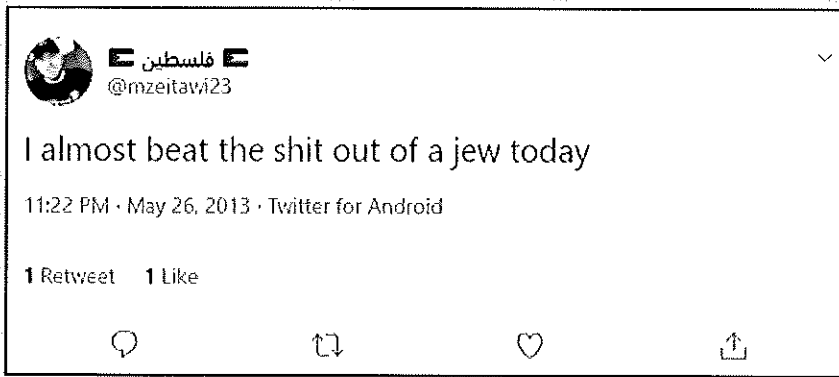 فلسطين
@mzeitawi23
I almost beat the shit out of a jew today
11:22 PM · May 26, 2013 · Twitter for Android
1 Retweet 1 Like